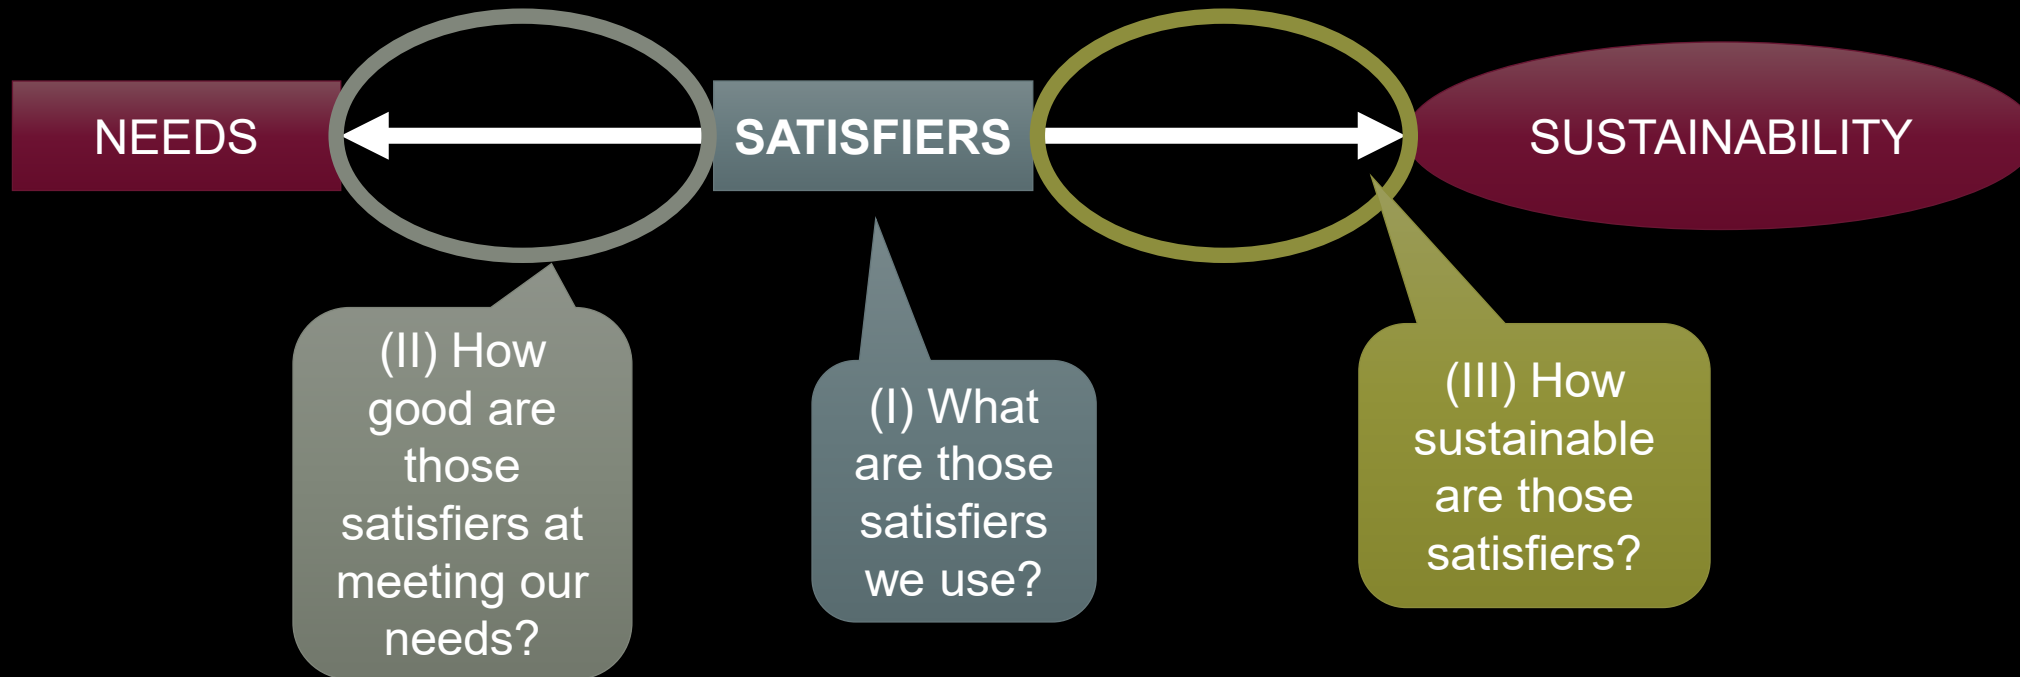 NEEDS
SATISFIERS
SUSTAINABILITY
(II) How
good are
those
satisfiers at
meeting our
needs?
(I) What
are those
satisfiers
we use?
(III) How
sustainable
are those
satisfiers?